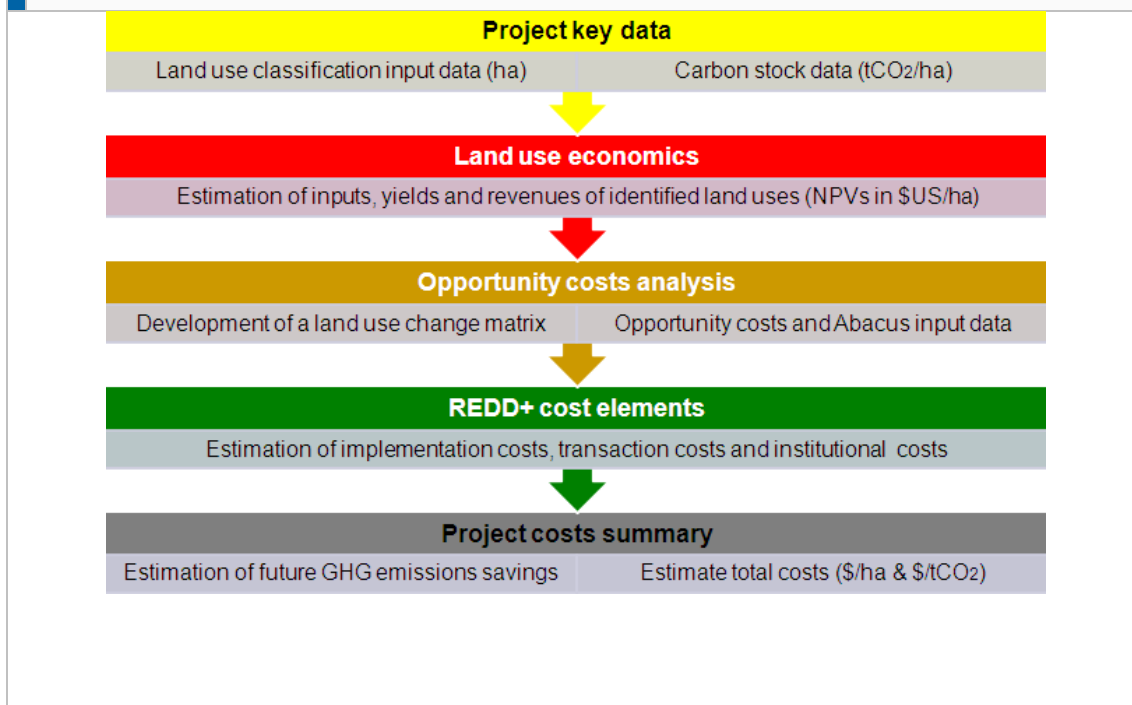 Project key data
Land use classification input data (ha) Carbon stock data (tCO2/ha)
Land use economics
Estimation of inputs, yields and revenues of identified land uses (NPVs in $US/ha)
Opportunity costs analysis
Development of a land use change matrix Opportunity costs and Abacus input data
REDD+ cost elements
Estimation of implementation costs, transaction costs and institutional costs
Project costs summary
Estimation of future GHG emissions savings Estimate total costs ($/ha & $/tCO2)